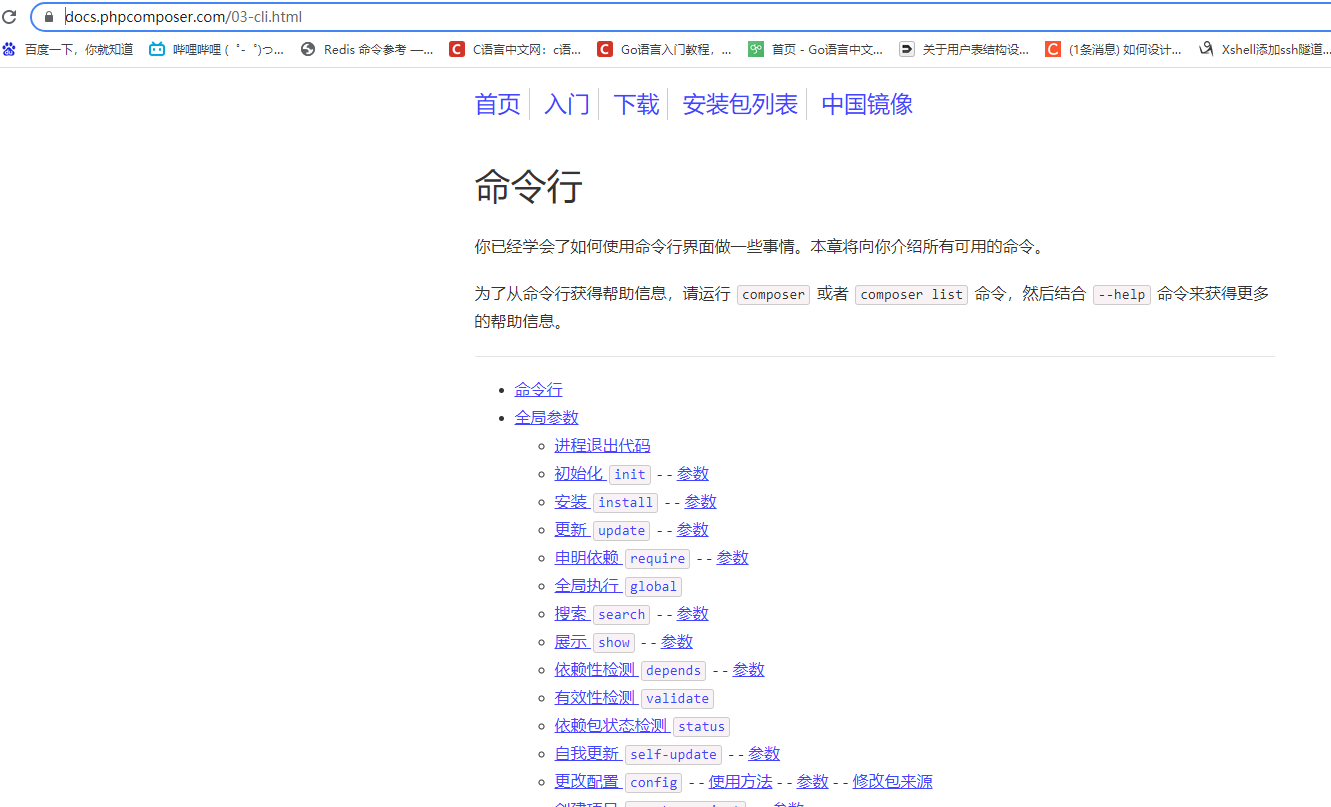 docs.phpcomposer.com/03-cli.html
百度一下，你就知道 哔哩哔哩 (゜-゜)つ... Redis 命令参考 —... C语言中文网：c语... Go语言入门教程，... 首页 - Go语言中文... 关于用户表结构设... (1条消息) 如何设计... Xshell添加ssh隧道...
首页 入门 下载 安装包列表 中国镜像
命令行
你已经学会了如何使用命令行界面做一些事情。本章将向你介绍所有可用的命令。
为了从命令行获得帮助信息，请运行 composer 或者 composer list 命令，然后结合 --help 命令来获得更多
的帮助信息。
命令行
全局参数
进程退出代码
初始化 init -- 参数
安装 install -- 参数
更新 update -- 参数
申明依赖 require -- 参数
全局执行 global
搜索 search -- 参数
展示 show -- 参数
依赖性检测 depends -- 参数
有效性检测 validate
依赖包状态检测 status
自我更新 self-update -- 参数
更改配置 config -- 使用方法 -- 参数 -- 修改包来源